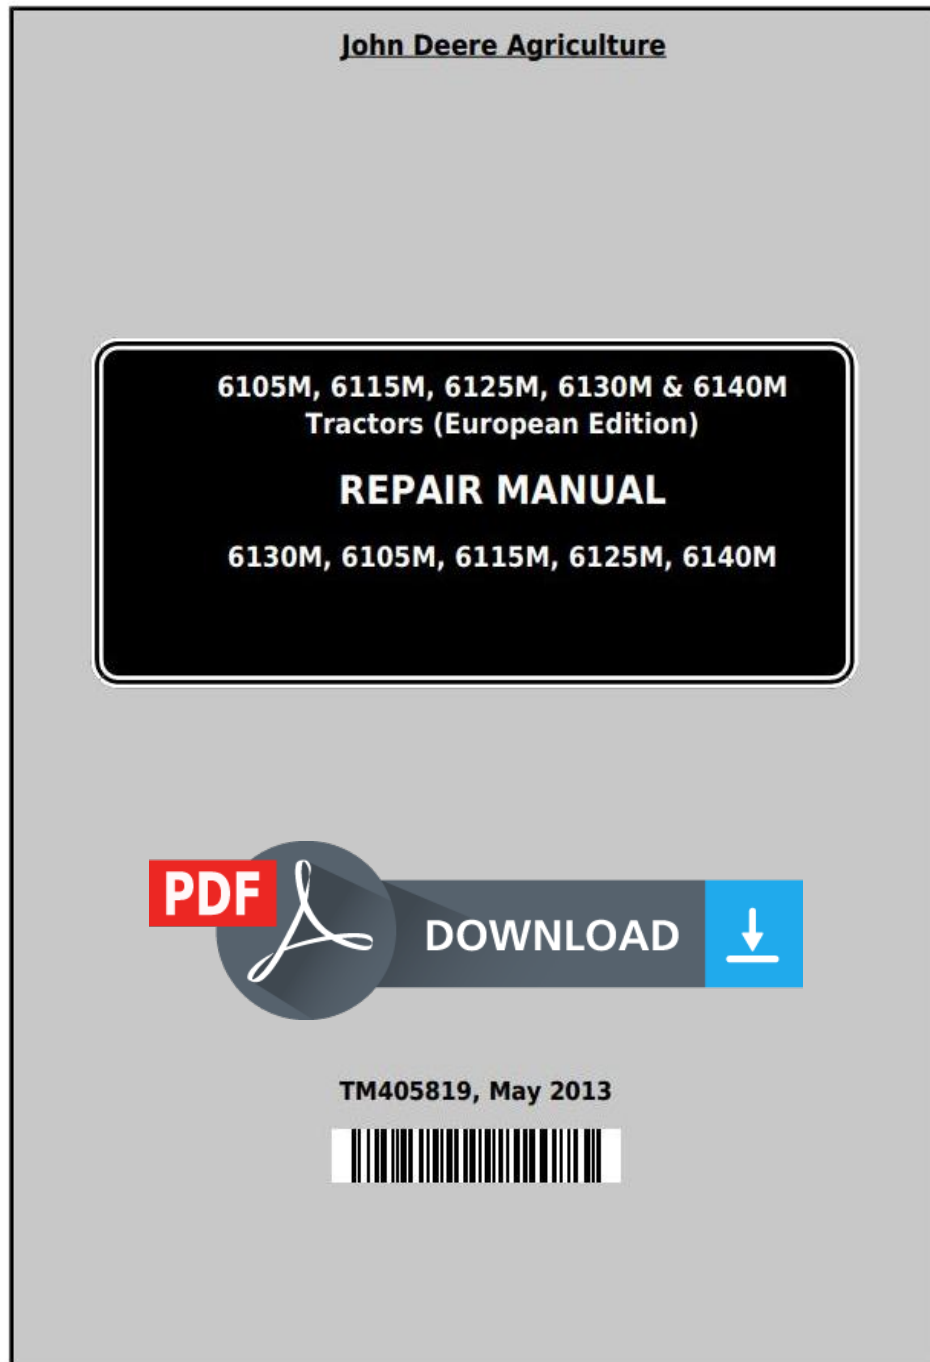 John Deere Agriculture
6105M, 6115M, 6125M, 6130M & 6140M
Tractors (European Edition)
REPAIR MANUAL
6130M, 6105M, 6115M, 6125M, 6140M
PDF
DOWNLOAD
TM405819, May 2013